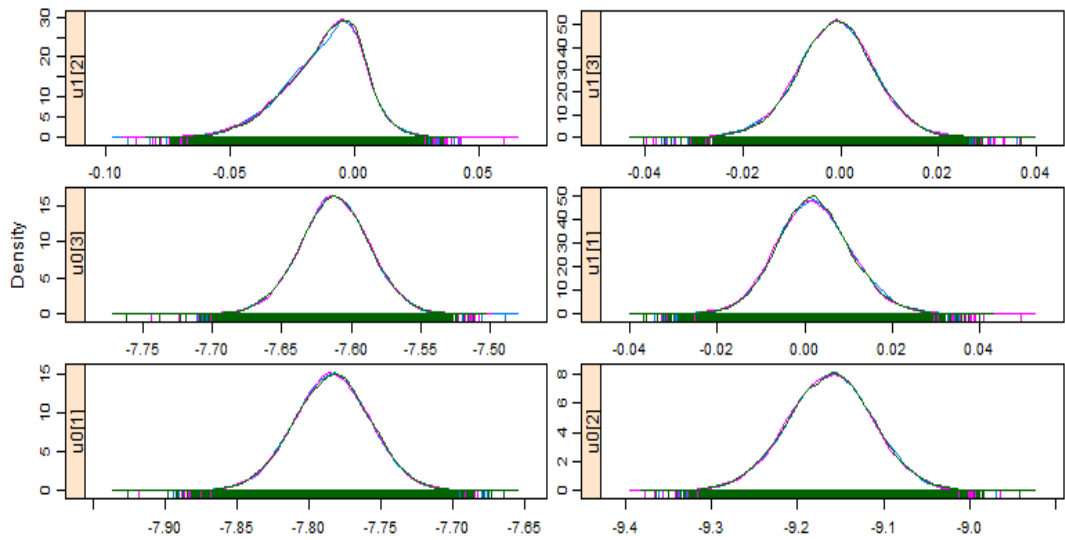 u1[2]
0 5 10 20 30
-0.10 -0.05 0.00 0.05
u1[3]
0 10 20 30 40 50
-0.04 -0.02 0.00 0.02 0.04
Density
u0[3]
0 5 10 15
-7.75 -7.70 -7.65 -7.60 -7.55 -7.50
u1[1]
0 10 20 30 40 50
-0.04 -0.02 0.00 0.02 0.04
u0[1]
0 5 10 15
-7.90 -7.85 -7.80 -7.75 -7.70 -7.65
u0[2]
0 2 4 6 8
-9.4 -9.3 -9.2 -9.1 -9.0